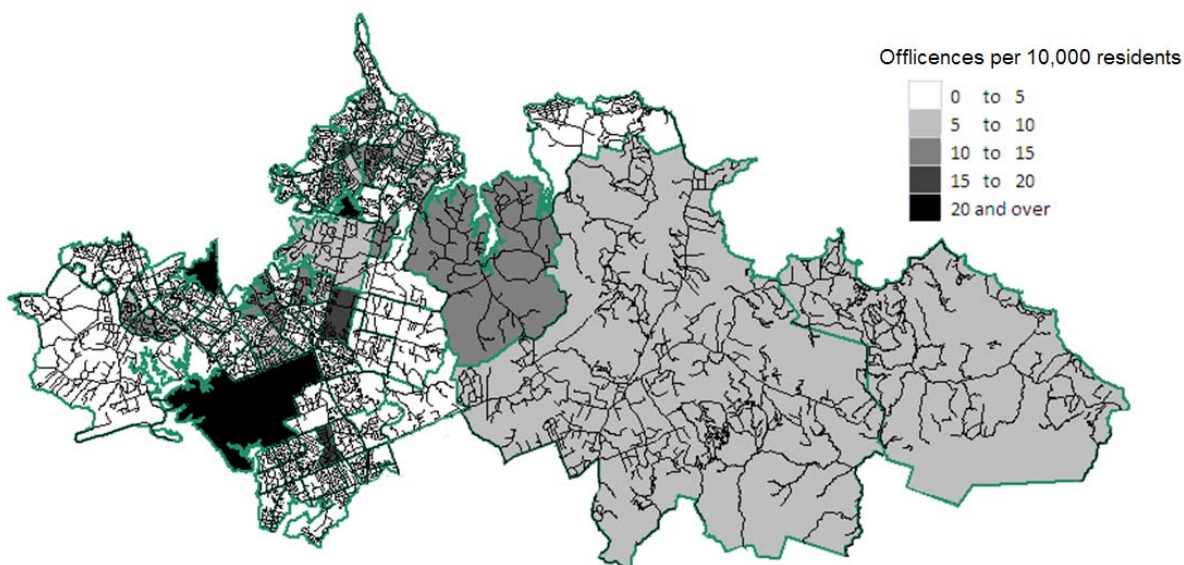 Offlicences per 10,000 residents
0 to 5
5 to 10
10 to 15
15 to 20
20 and over